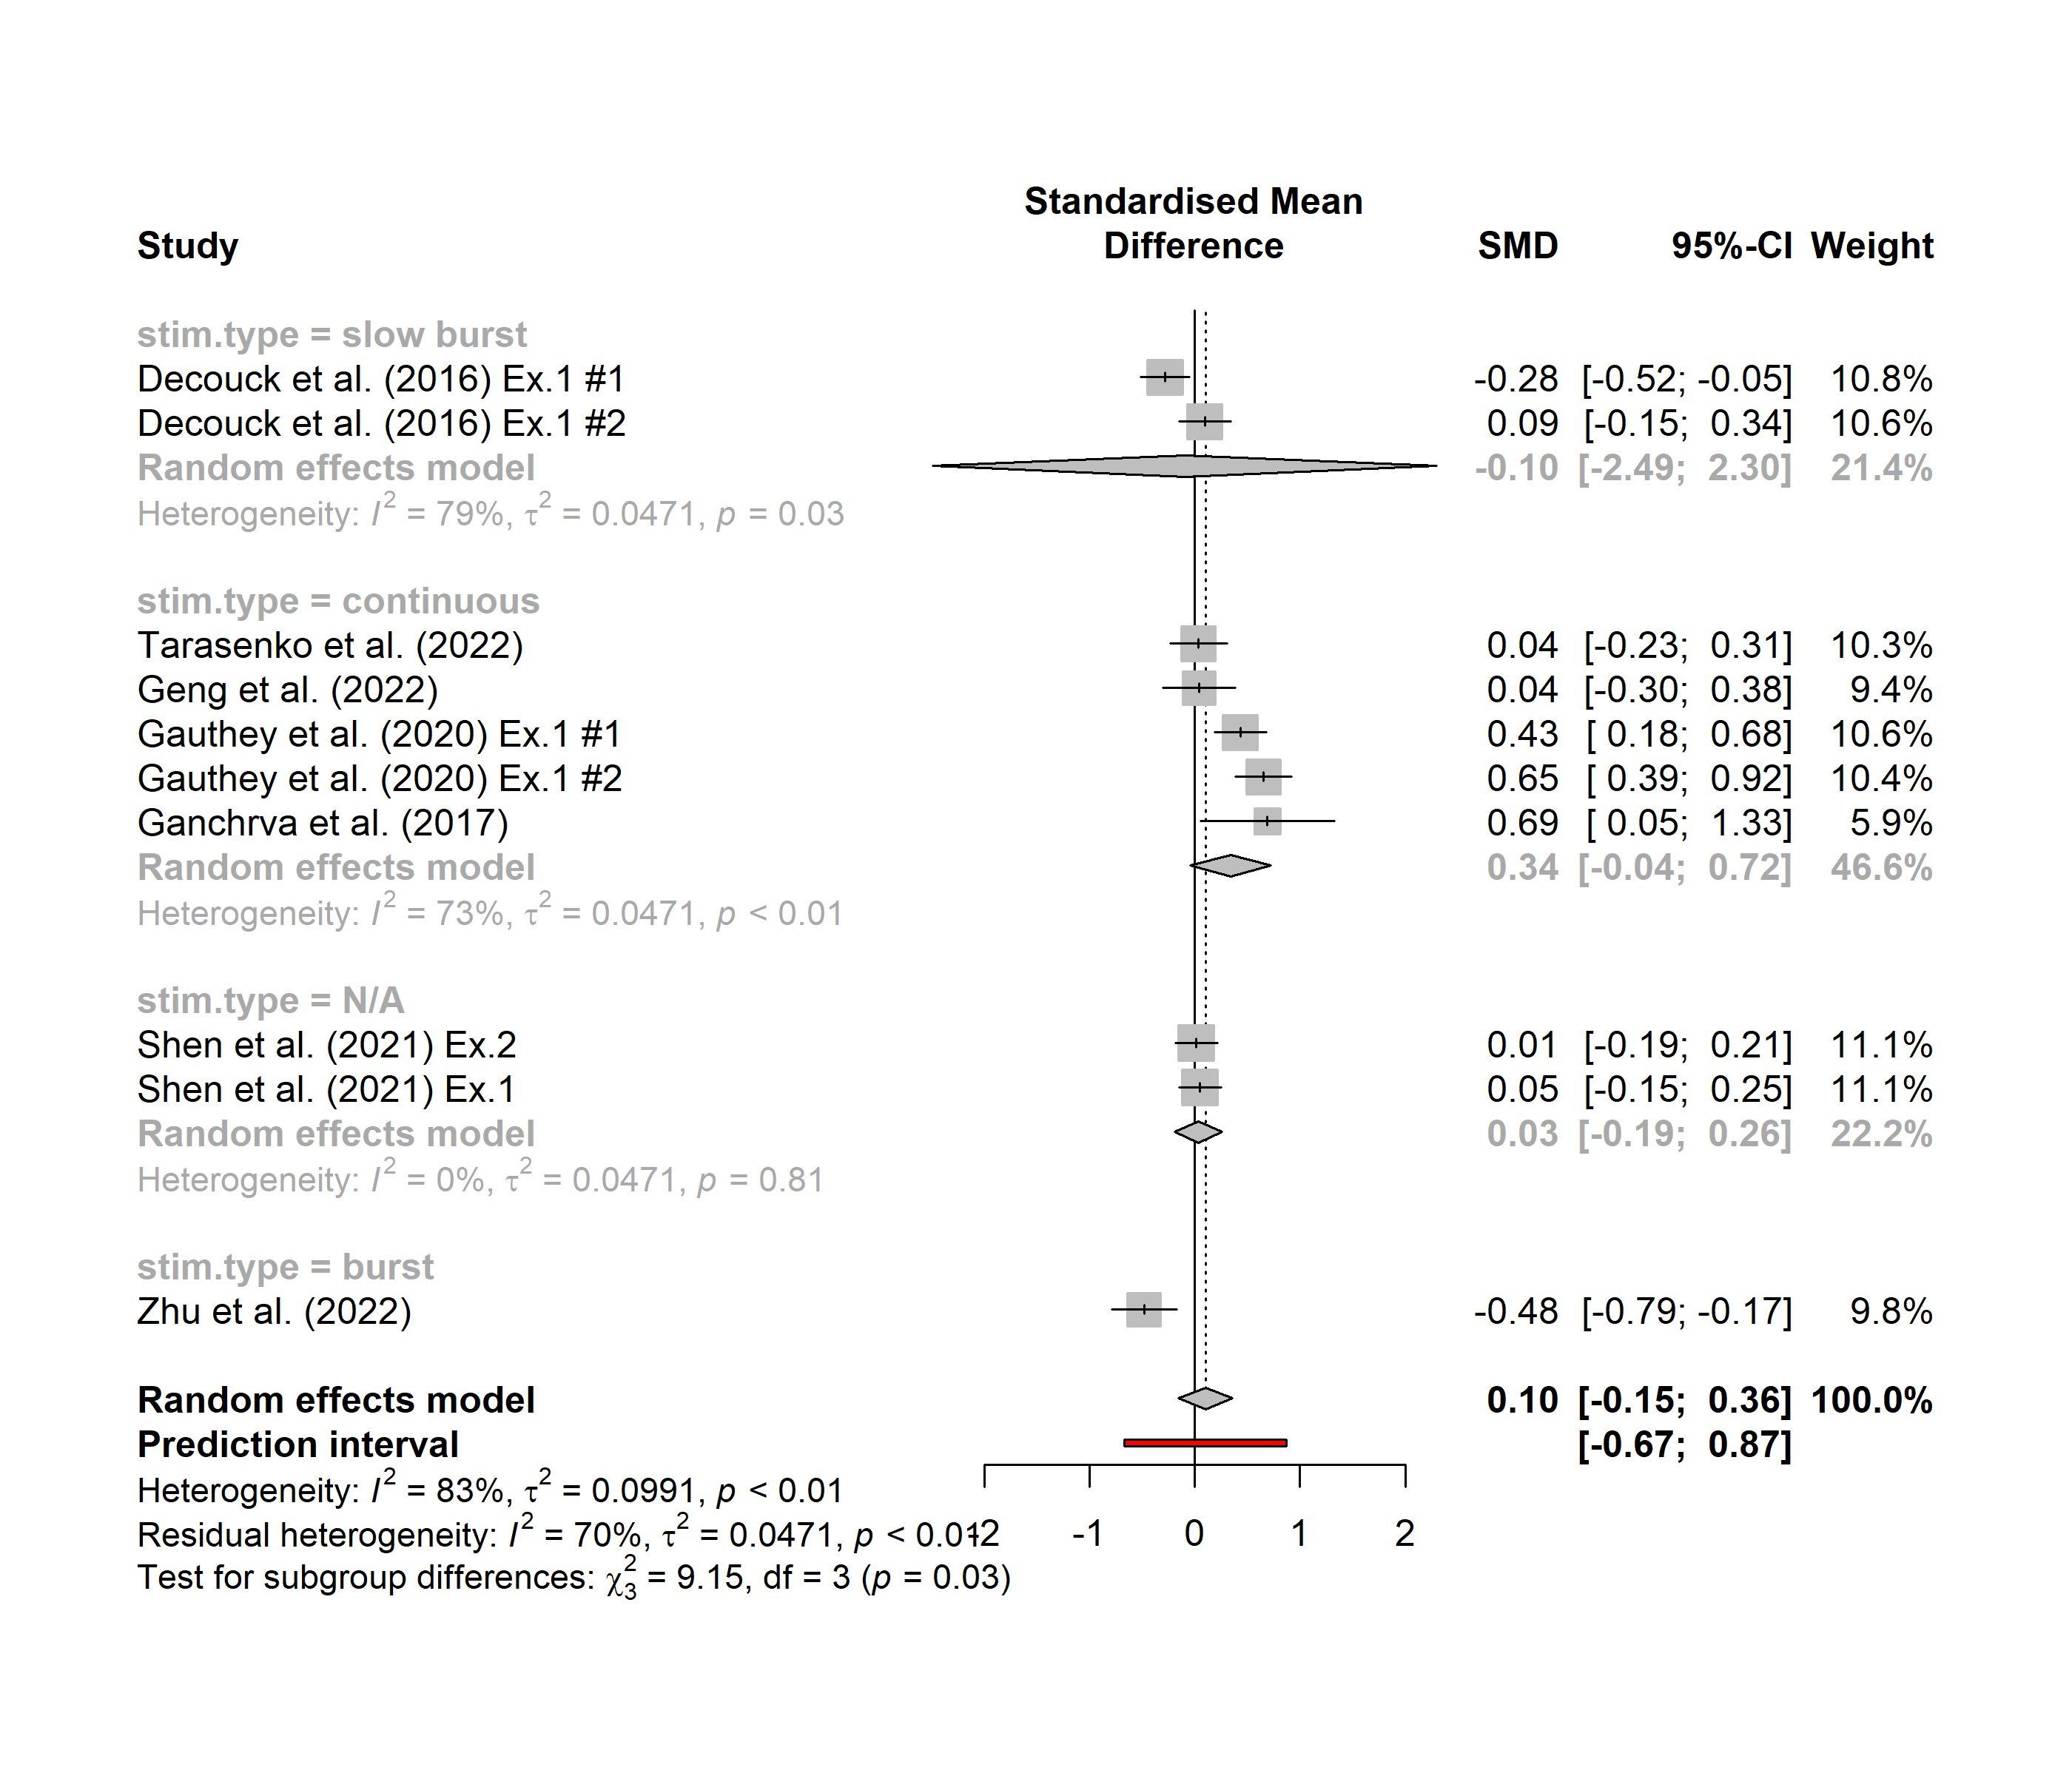 Standardised Mean
Study Difference SMD 95%-CI Weight
stim.type = slow burst
Decouck et al. (2016) Ex.1 #1 -0.28 [-0.52; -0.05] 10.8%
Decouck et al. (2016) Ex.1 #2 0.09 [-0.15; 0.34] 10.6%
Random effects model -0.10 [-2.49; 2.30] 21.4%
Heterogeneity: I² = 79%, τ² = 0.0471, p = 0.03
stim.type = continuous
Tarasenko et al. (2022) 0.04 [-0.23; 0.31] 10.3%
Geng et al. (2022) 0.04 [-0.30; 0.38] 9.4%
Gauthey et al. (2020) Ex.1 #1 0.43 [ 0.18; 0.68] 10.6%
Gauthey et al. (2020) Ex.1 #2 0.65 [ 0.39; 0.92] 10.4%
Ganchrva et al. (2017) 0.69 [ 0.05; 1.33] 5.9%
Random effects model 0.34 [-0.04; 0.72] 46.6%
Heterogeneity: I² = 73%, τ² = 0.0471, p < 0.01
stim.type = N/A
Shen et al. (2021) Ex.2 0.01 [-0.19; 0.21] 11.1%
Shen et al. (2021) Ex.1 0.05 [-0.15; 0.25] 11.1%
Random effects model 0.03 [-0.19; 0.26] 22.2%
Heterogeneity: I² = 0%, τ² = 0.0471, p = 0.81
stim.type = burst
Zhu et al. (2022) -0.48 [-0.79; -0.17] 9.8%
Random effects model 0.10 [-0.15; 0.36] 100.0%
Prediction interval [-0.67; 0.87]
Heterogeneity: I² = 83%, τ² = 0.0991, p < 0.01
Residual heterogeneity: I² = 70%, τ² = 0.0471, p < 0.01 -2 -1 0 1 2
Test for subgroup differences: χ²₃ = 9.15, df = 3 (p = 0.03)